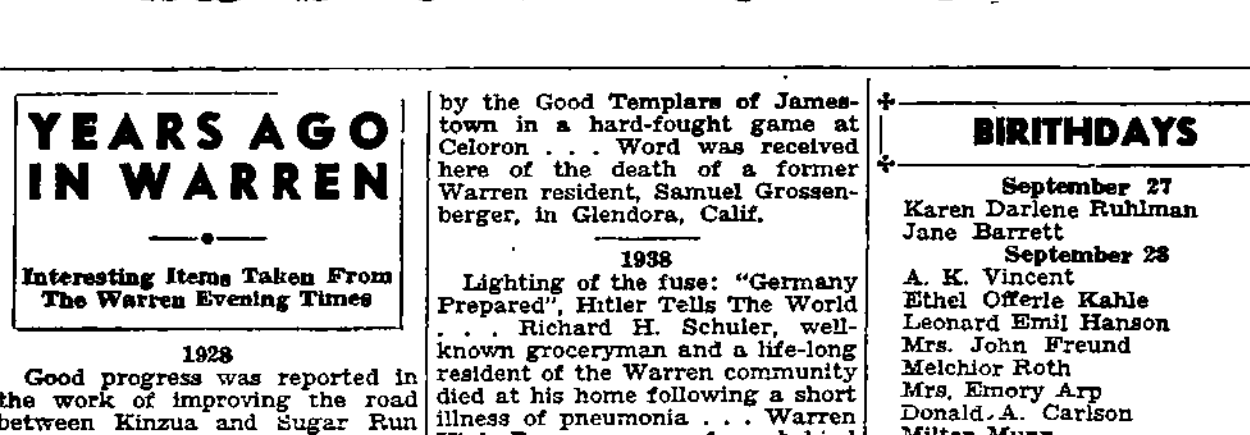 YEARS AGO
IN WARREN
Interesting Items Taken From
The Warren Evening Times
1928
Good progress was reported in
the work of improving the road
between Kinzua and Sugar Run
by the Good Templars of James-
town in a hard-fought game at
Celoron . . . Word was received
here of the death of a former
Warren resident, Samuel Grossen-
berger, in Glendora, Calif.
1938
Lighting of the fuse: "Germany
Prepared", Hitler Tells The World
. . . Richard H. Schuler, well-
known groceryman and a life-long
resident of the Warren community
died at his home following a short
illness of pneumonia . . . Warren
BIRITHDAYS
September 27
Karen Darlene Ruhlman
Jane Barrett
September 28
A. K. Vincent
Ethel Offerle Kahle
Leonard Emil Hanson
Mrs. John Freund
Melchior Roth
Mrs. Emory Arp
Donald A. Carlson